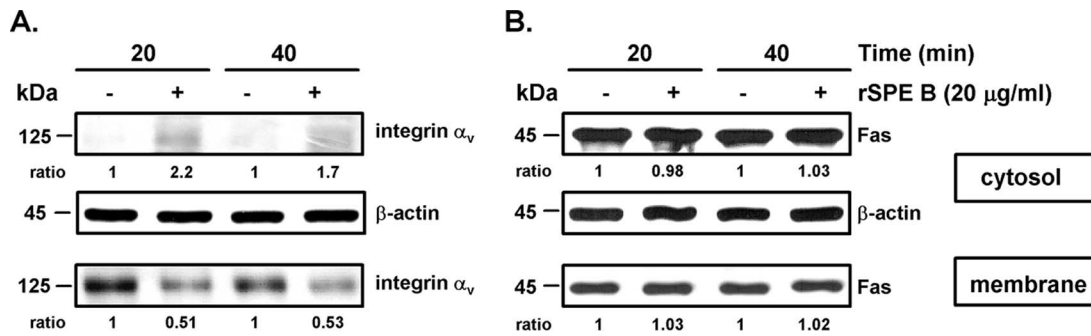 A.
20 40
kDa - + - +
125 integrin αv
ratio 1 2.2 1 1.7
45 β-actin
125 integrin αv
ratio 1 0.51 1 0.53
B.
20 40 Time (min)
kDa - + - + rSPE B (20 μg/ml)
45 Fas
ratio 1 0.98 1 1.03
cytosol
45 β-actin
45 Fas
membrane
ratio 1 1.03 1 1.02